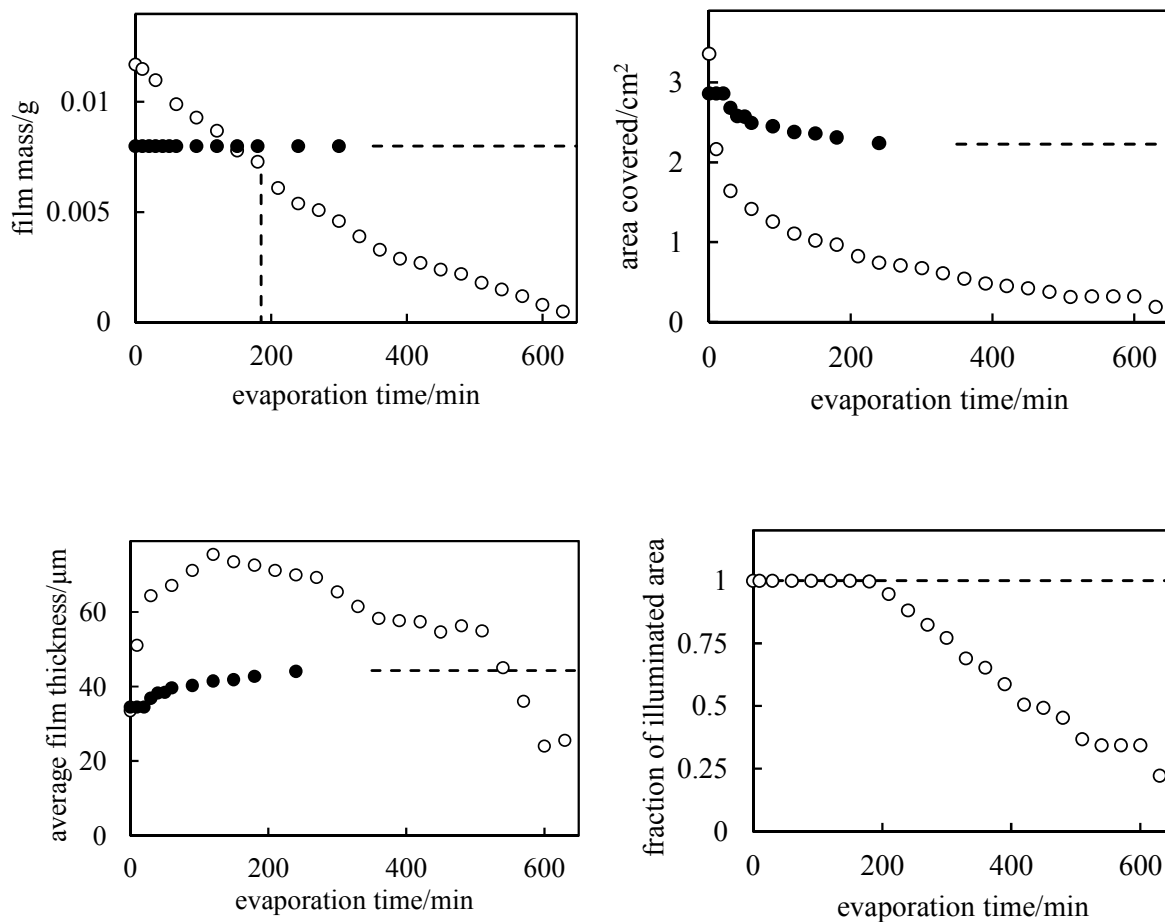 film mass/g
0.01
0.005
0
0 200 400 600
evaporation time/min
area covered/cm²
3
2
1
0
0 200 400 600
evaporation time/min
average film thickness/µm
60
40
20
0
0 200 400 600
evaporation time/min
fraction of illuminated area
1
0.75
0.5
0.25
0
0 200 400 600
evaporation time/min